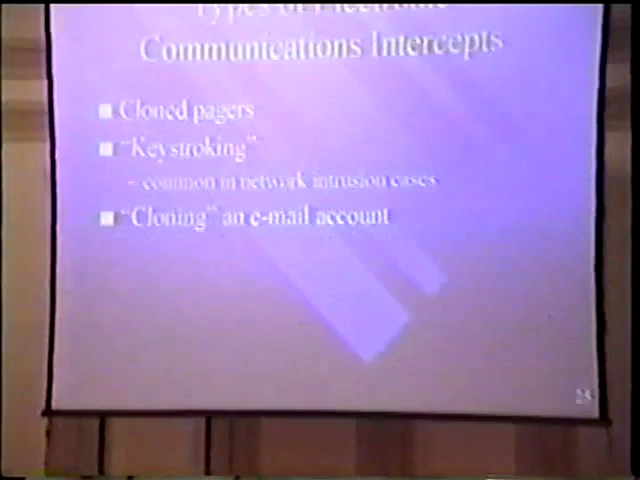 Types of Electronic
Communications Intercepts
Cloned pagers
“Keystroking”
– common in network intrusion cases
“Cloning” an e-mail account